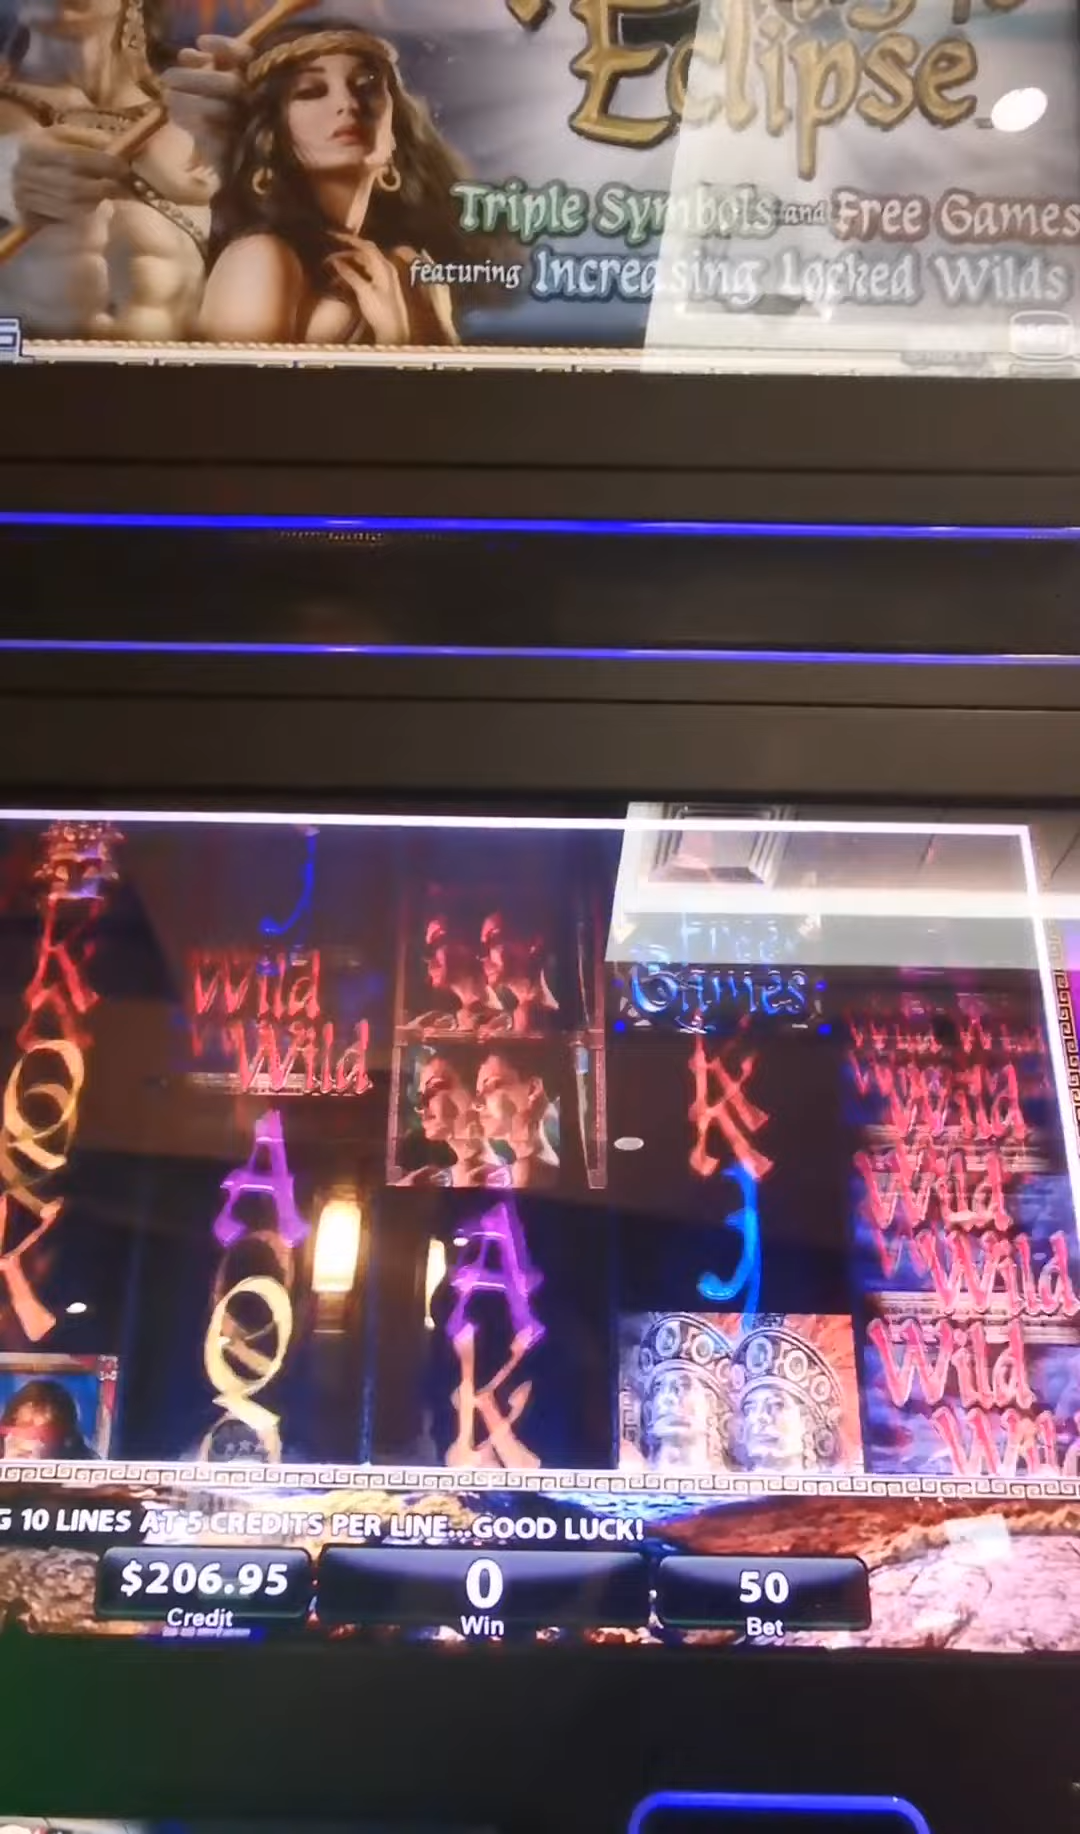 Eclipse
Triple Symbols and Free Games
featuring Increasing Locked Wilds
J
K
Wild
Free
Games
Wild
Q
K
Wild
A
K
Wild
J
A
Wild
Q
Wild
K
Wild
10 LINES AT 5 CREDITS PER LINE...GOOD LUCK!
$206.95
0
50
Credit
Win
Bet